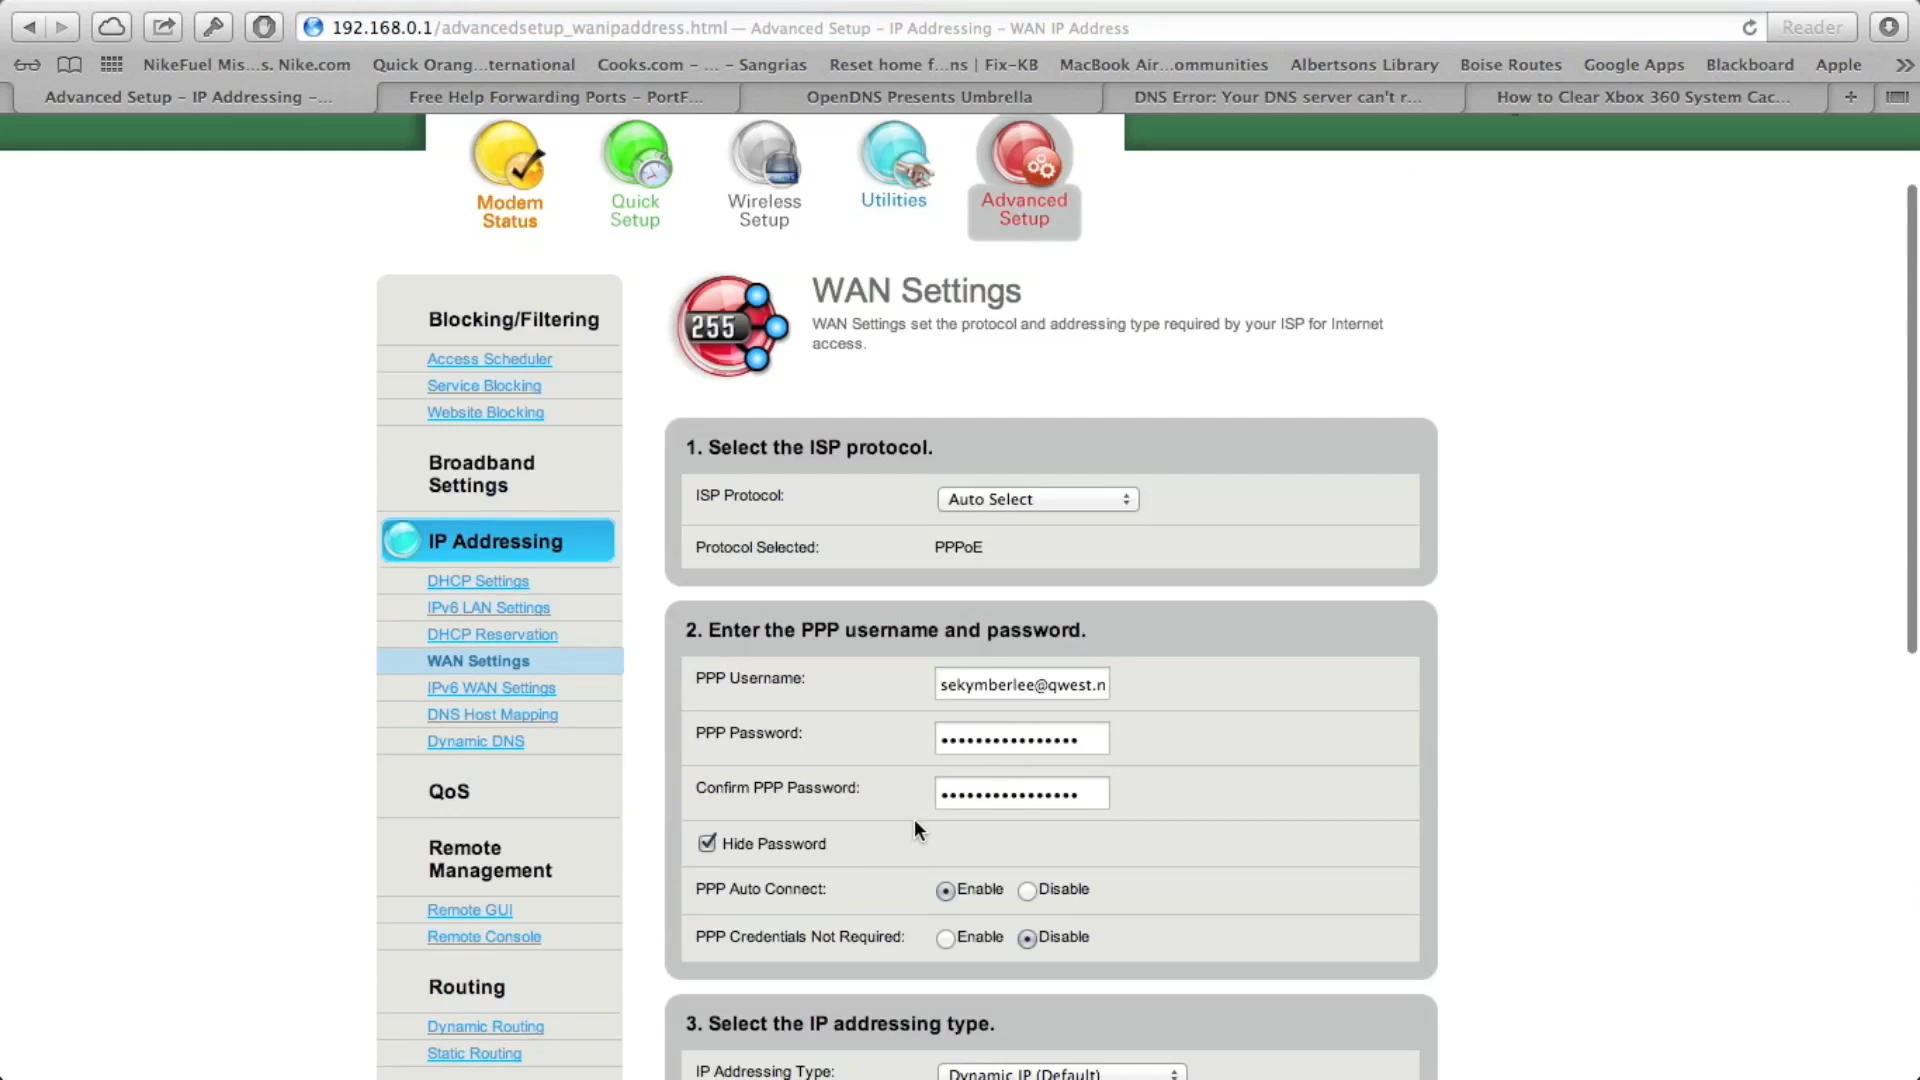 192.168.0.1/advancedsetup_wanipaddress.html — Advanced Setup – IP Addressing – WAN IP Address
Reader
NikeFuel Mis...s. Nike.com
Quick Orang...ternational
Cooks.com – ... – Sangrias
Reset home f...ns | Fix-KB
MacBook Air...ommunities
Albertsons Library
Boise Routes
Google Apps
Blackboard
Apple
Advanced Setup – IP Addressing –...
Free Help Forwarding Ports – PortF...
OpenDNS Presents Umbrella
DNS Error: Your DNS server can't r...
How to Clear Xbox 360 System Cac...
Modem
Status
Quick
Setup
Wireless
Setup
Utilities
Advanced
Setup
Blocking/Filtering
Access Scheduler
Service Blocking
Website Blocking
Broadband
Settings
IP Addressing
DHCP Settings
IPv6 LAN Settings
DHCP Reservation
WAN Settings
IPv6 WAN Settings
DNS Host Mapping
Dynamic DNS
QoS
Remote
Management
Remote GUI
Remote Console
Routing
Dynamic Routing
Static Routing
255
WAN Settings
WAN Settings set the protocol and addressing type required by your ISP for Internet
access.
1. Select the ISP protocol.
ISP Protocol: Auto Select
Protocol Selected: PPPoE
2. Enter the PPP username and password.
PPP Username: sekymberlee@qwest.n
PPP Password: ••••••••••••••••
Confirm PPP Password: ••••••••••••••••
Hide Password
PPP Auto Connect: Enable Disable
PPP Credentials Not Required: Enable Disable
3. Select the IP addressing type.
IP Addressing Type: Dynamic IP (Default)